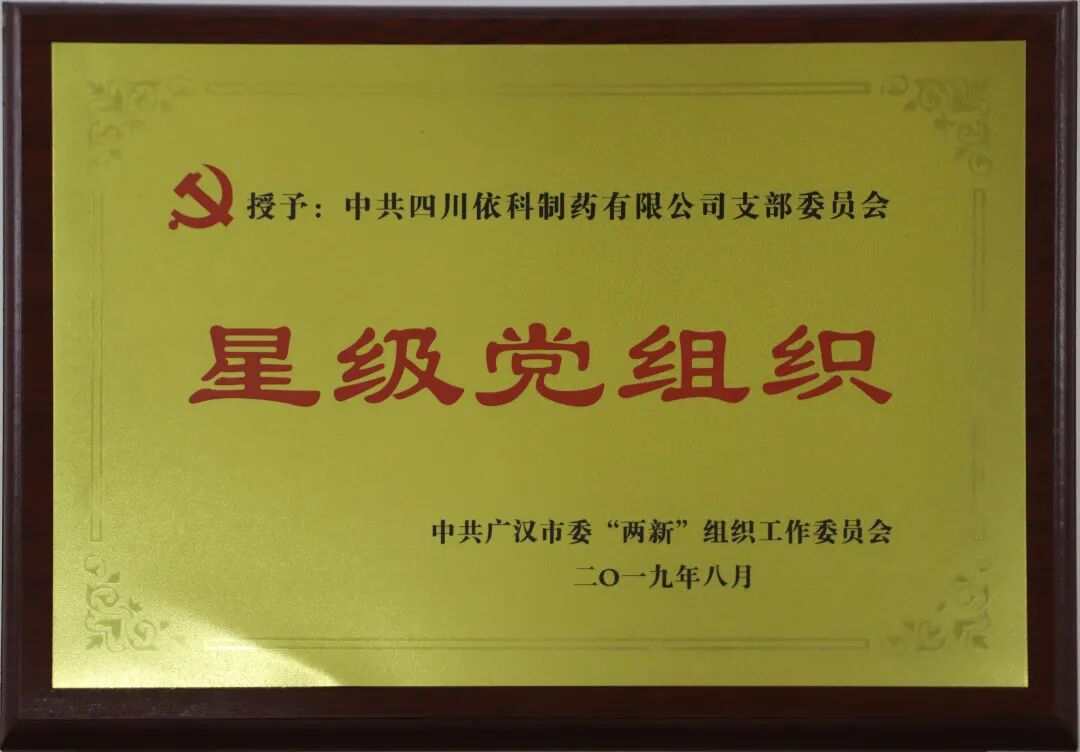 授予：中共四川依科制药有限公司支部委员会
星级党组织
中共广汉市委“两新”组织工作委员会
二〇一九年八月